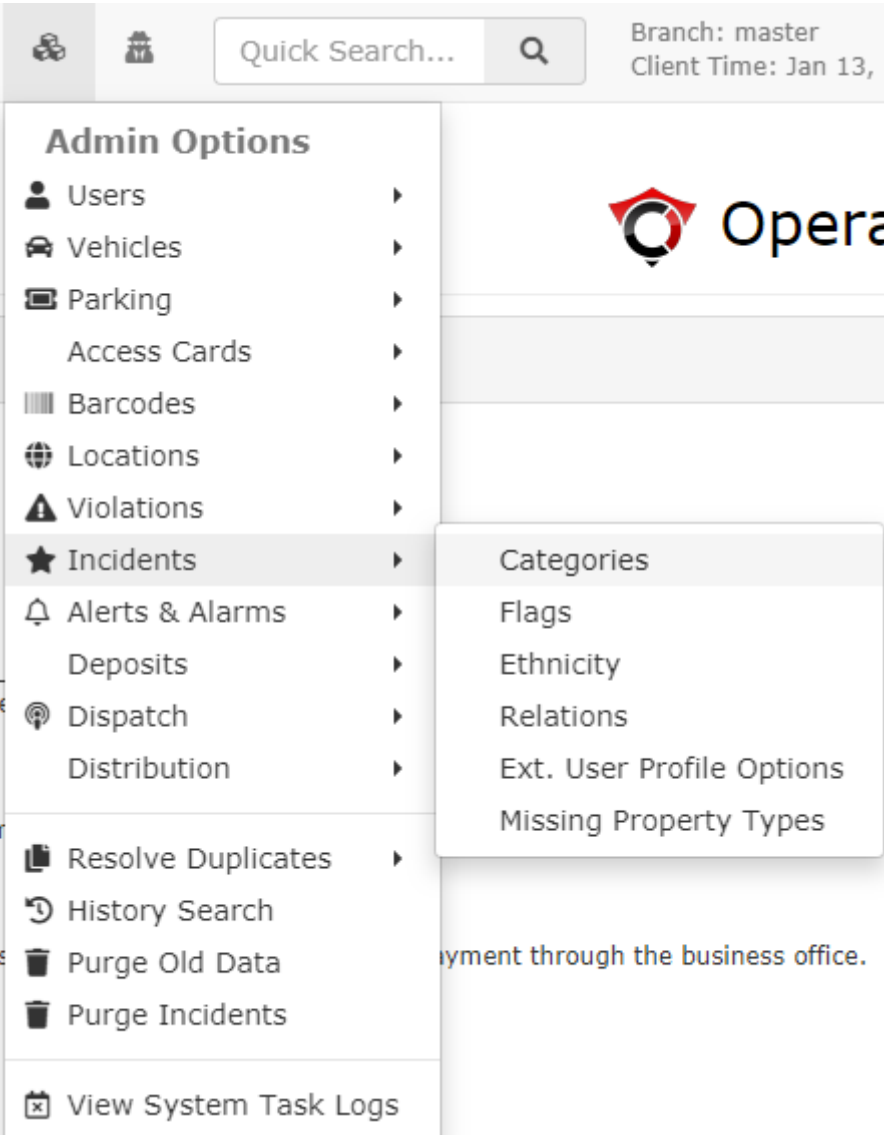 Quick Search...
Branch: master
Client Time: Jan 13,
Admin Options
Users
Vehicles
Parking
Access Cards
Barcodes
Locations
Violations
Incidents
Alerts & Alarms
Deposits
Dispatch
Distribution
Resolve Duplicates
History Search
Purge Old Data
Purge Incidents
View System Task Logs
Categories
Flags
Ethnicity
Relations
Ext. User Profile Options
Missing Property Types
Opera
yment through the business office.